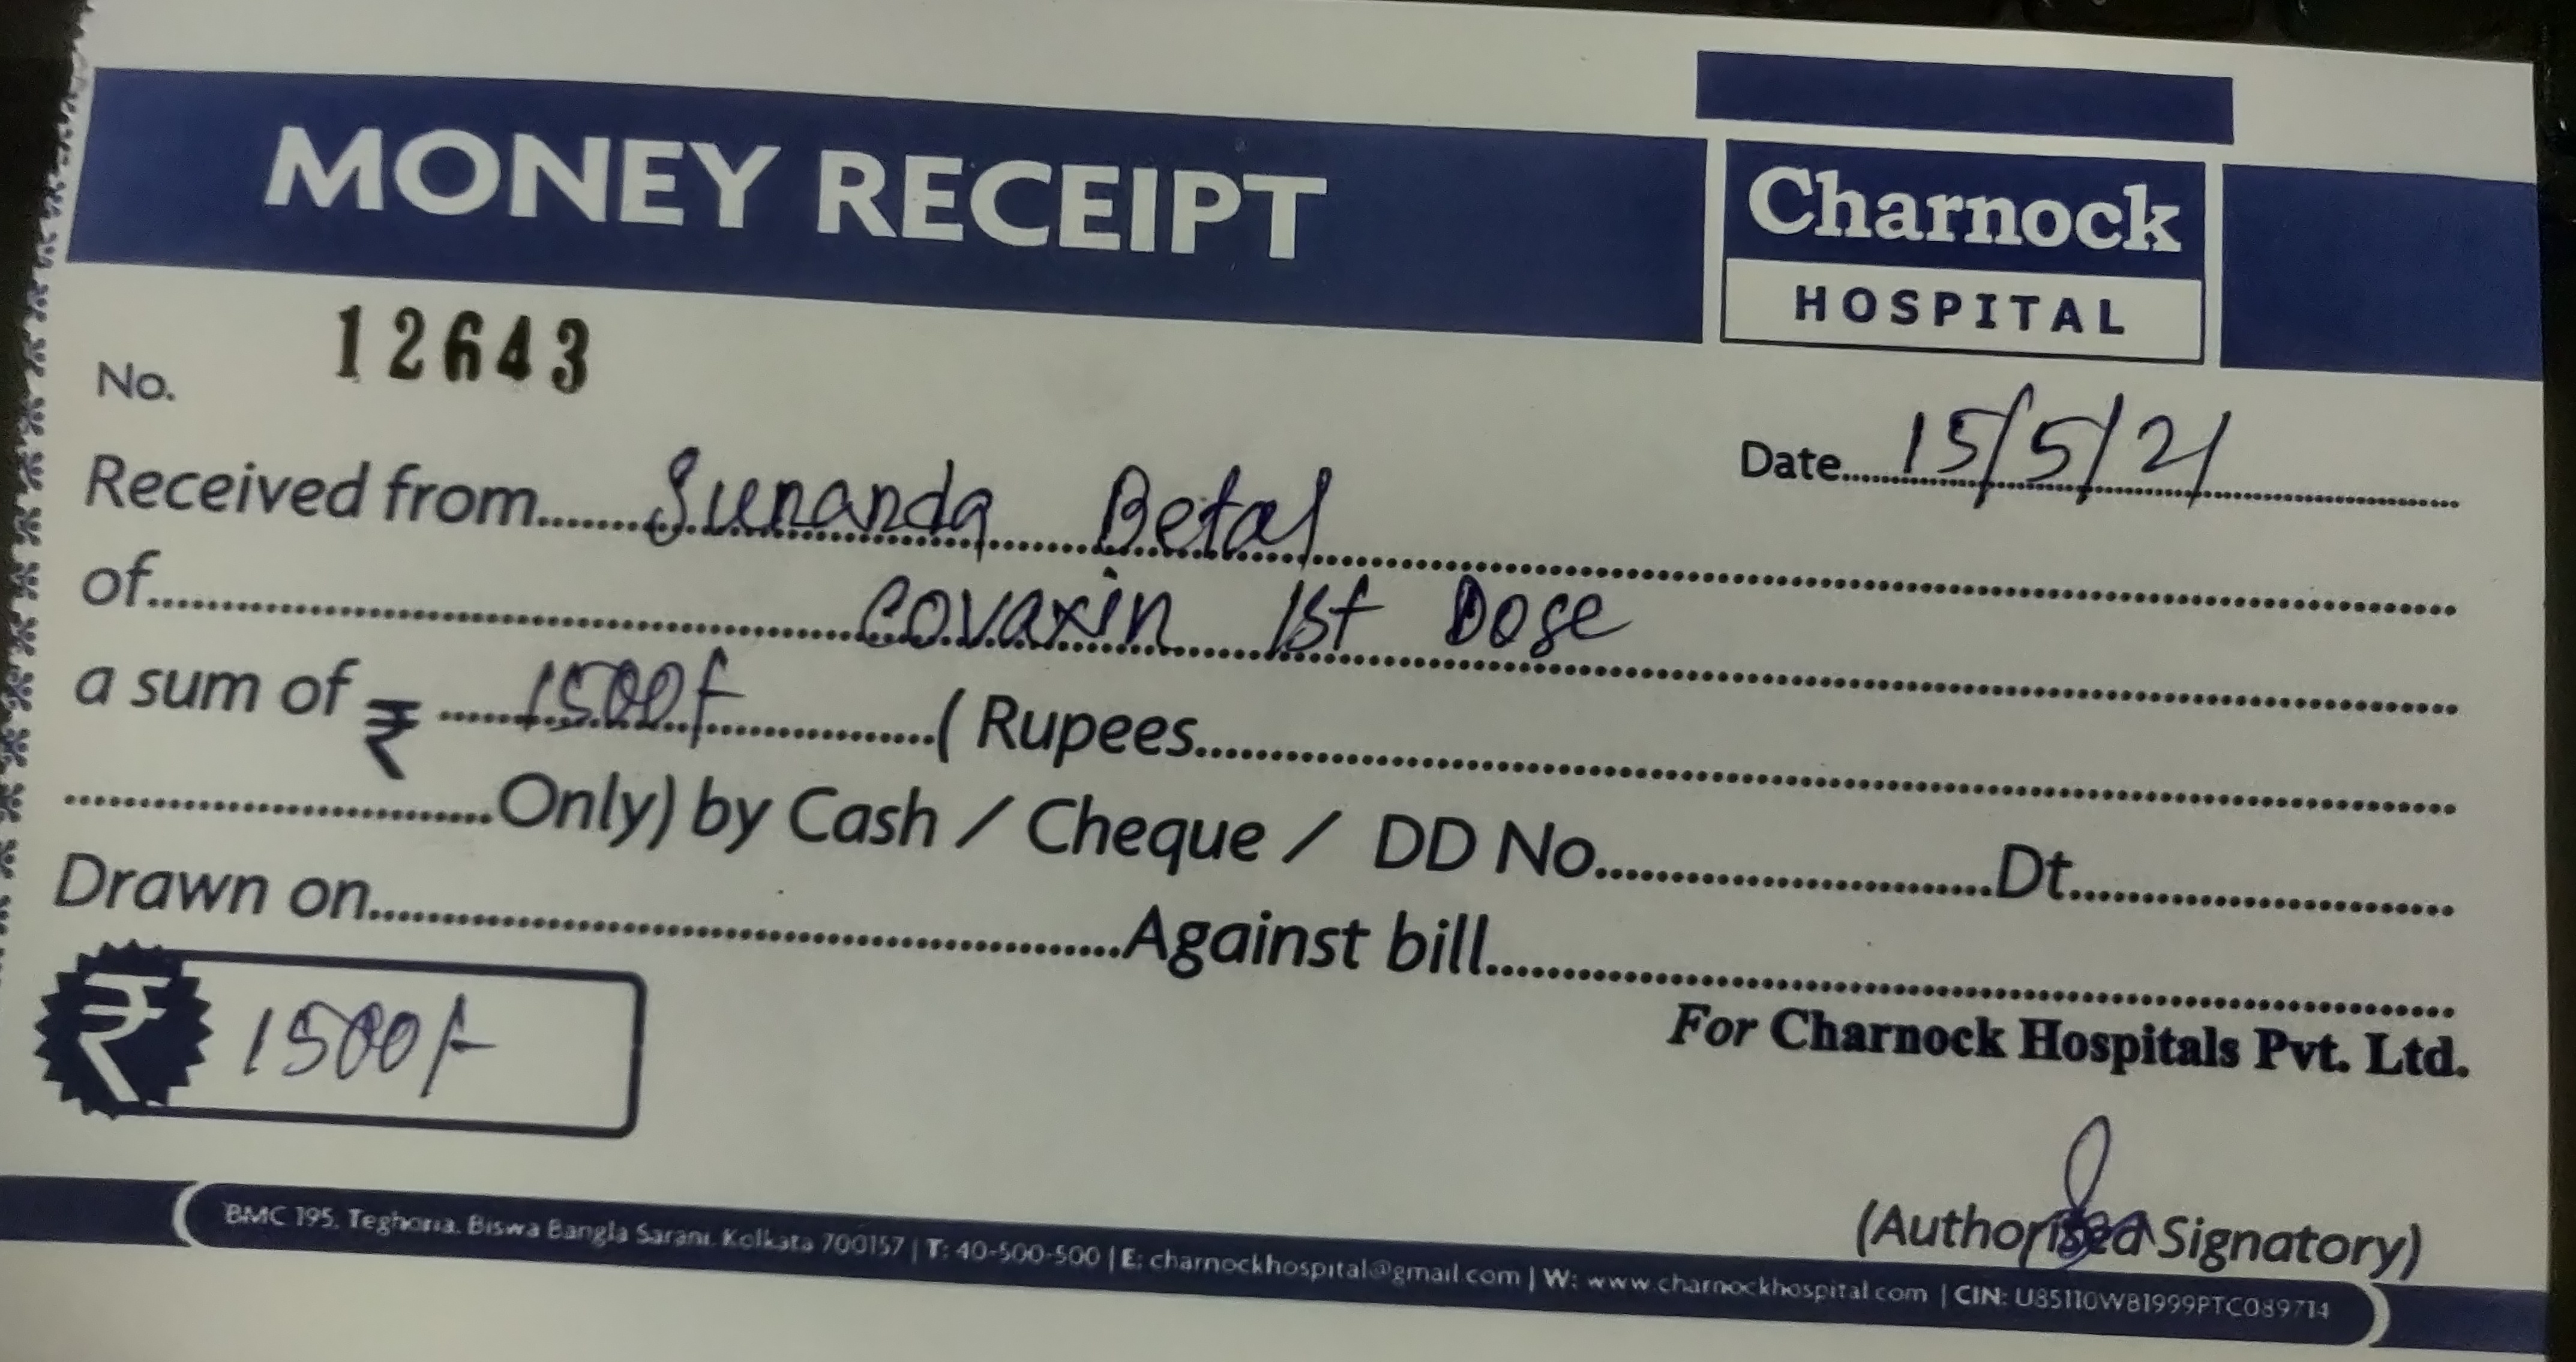 MONEY RECEIPT
Charnock
HOSPITAL
No. 12643
Date......15/5/21
Received from......Sunanda Betal
of......Covaxin 1st Dose
a sum of ₹ ......1500/-......( Rupees......
......Only) by Cash / Cheque / DD No......Dt......
Drawn on......Against bill......
₹ 1500/-
For Charnock Hospitals Pvt. Ltd.
(Authorised Signatory)
BMC 195, Teghoria, Biswa Bangla Sarani, Kolkata 700157 | T: 40-500-500 | E: charnockhospital@gmail.com | W: www.charnockhospital.com | CIN: U85110WB1999PTC089714